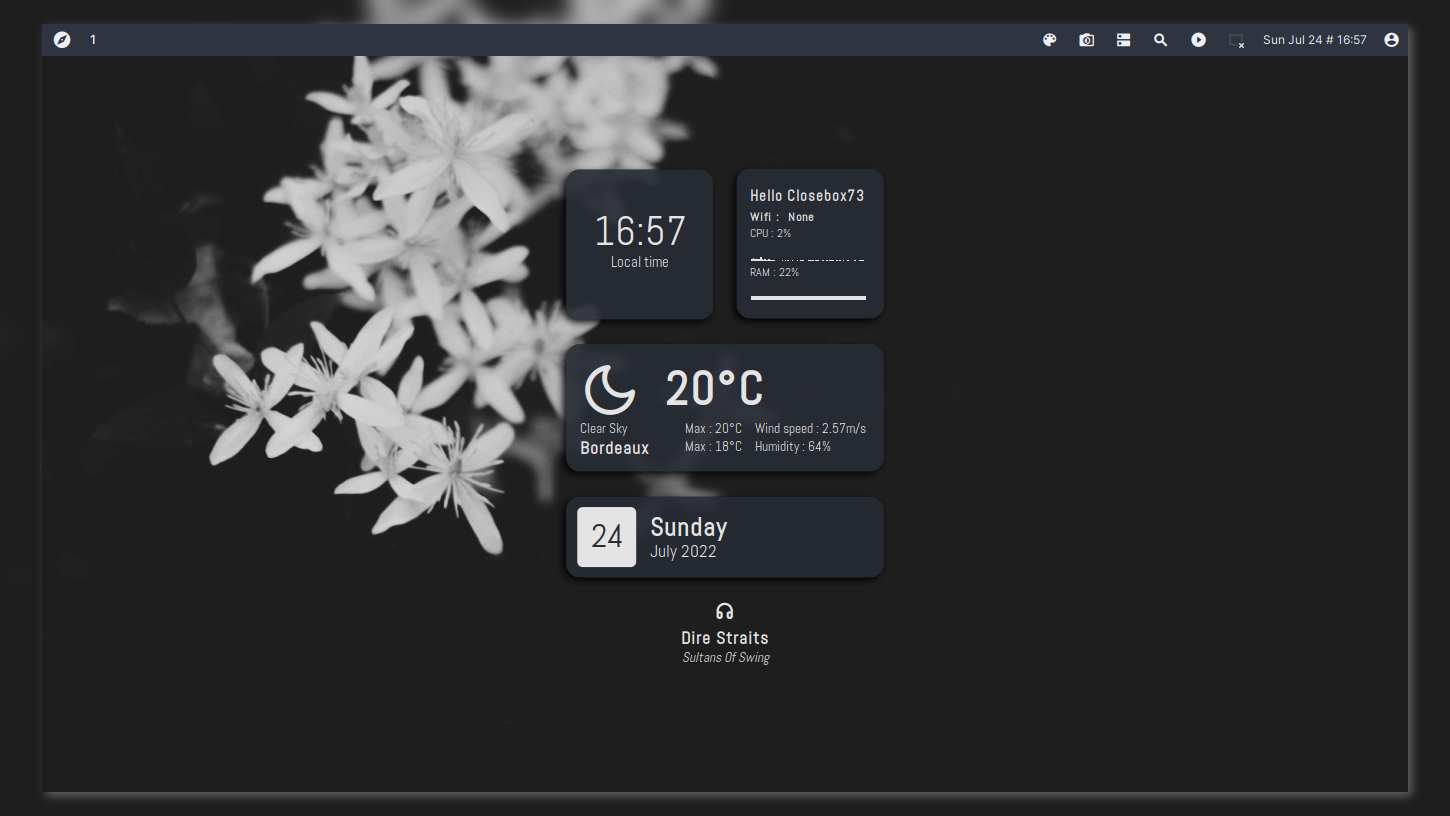 1
Sun Jul 24 # 16:57
16:57
Local time
Hello Closebox73
Wifi : None
CPU : 2%
RAM : 22%
20°C
Clear Sky
Max : 20°C
Wind speed : 2.57m/s
Bordeaux
Max : 18°C
Humidity : 64%
24
Sunday
July 2022
Dire Straits
Sultans Of Swing